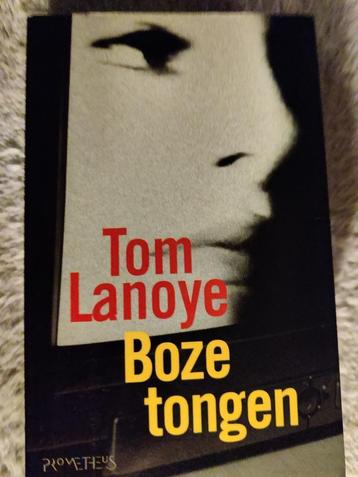 Tom
Lanoye
Boze
tongen
PROMETHEUS